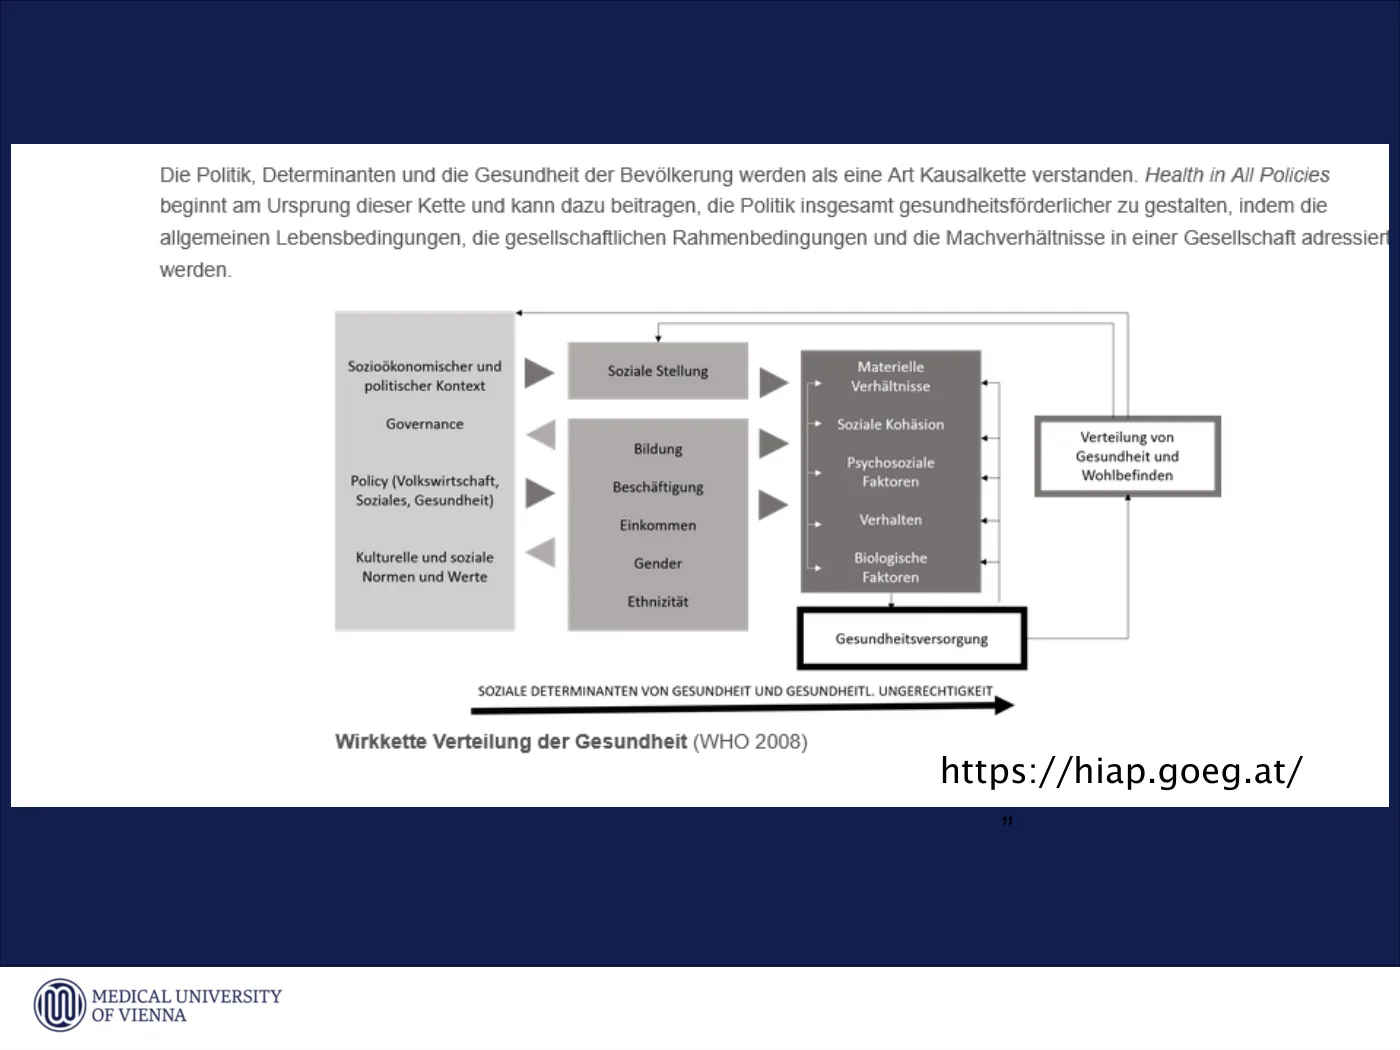 Die Politik, Determinanten und die Gesundheit der Bevölkerung werden als eine Art Kausalkette verstanden. Health in All Policies
beginnt am Ursprung dieser Kette und kann dazu beitragen, die Politik insgesamt gesundheitsförderlicher zu gestalten, indem die
allgemeinen Lebensbedingungen, die gesellschaftlichen Rahmenbedingungen und die Machverhältnisse in einer Gesellschaft adressiert
werden.
Sozioökonomischer und
politischer Kontext
Governance
Policy (Volkswirtschaft,
Soziales, Gesundheit)
Kulturelle und soziale
Normen und Werte
Soziale Stellung
Bildung
Beschäftigung
Einkommen
Gender
Ethnizität
Materielle
Verhältnisse
Soziale Kohäsion
Psychosoziale
Faktoren
Verhalten
Biologische
Faktoren
Gesundheitsversorgung
Verteilung von
Gesundheit und
Wohlbefinden
SOZIALE DETERMINANTEN VON GESUNDHEIT UND GESUNDHEITL. UNGERECHTIGKEIT
Wirkkette Verteilung der Gesundheit (WHO 2008)
https://hiap.goeg.at/
”
MEDICAL UNIVERSITY
OF VIENNA